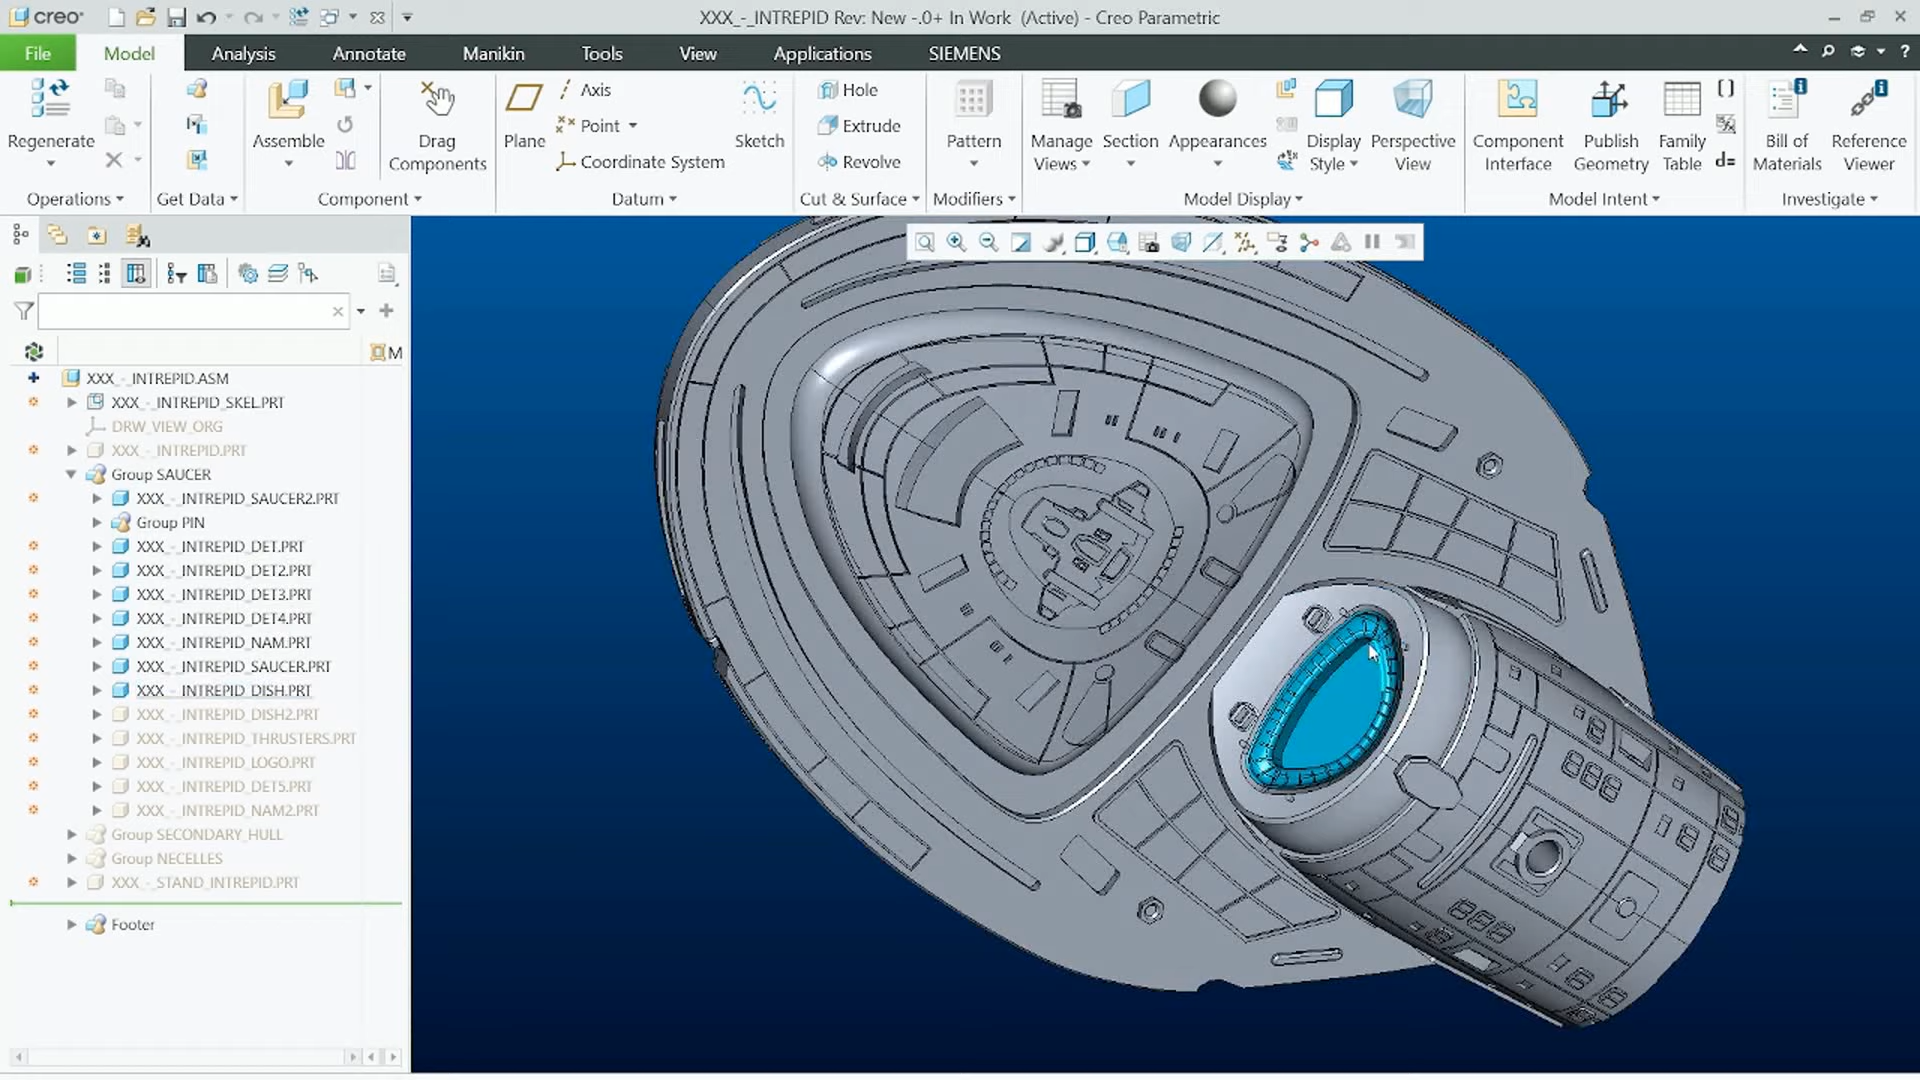 creo XXX_-_INTREPID Rev: New -.0+ In Work (Active) - Creo Parametric
File Model Analysis Annotate Manikin Tools View Applications SIEMENS ?
Regenerate
Operations
Get Data
Assemble
Component
Drag Components
Plane
Axis
Point
Coordinate System
Sketch
Datum
Hole
Extrude
Revolve
Cut & Surface
Pattern
Modifiers
Manage Views
Section
Appearances
Display Style
Perspective View
Model Display
Component Interface
Publish Geometry
Family Table
d=
Model Intent
Bill of Materials
Reference Viewer
Investigate
M
XXX_-_INTREPID.ASM
XXX_-_INTREPID_SKEL.PRT
DRW_VIEW_ORG
XXX_-_INTREPID.PRT
Group SAUCER
XXX_-_INTREPID_SAUCER2.PRT
Group PIN
XXX_-_INTREPID_DET.PRT
XXX_-_INTREPID_DET2.PRT
XXX_-_INTREPID_DET3.PRT
XXX_-_INTREPID_DET4.PRT
XXX_-_INTREPID_NAM.PRT
XXX_-_INTREPID_SAUCER.PRT
XXX_-_INTREPID_DISH.PRT
XXX_-_INTREPID_DISH2.PRT
XXX_-_INTREPID_THRUSTERS.PRT
XXX_-_INTREPID_LOGO.PRT
XXX_-_INTREPID_DET5.PRT
XXX_-_INTREPID_NAM2.PRT
Group SECONDARY_HULL
Group NECELLES
XXX_-_STAND_INTREPID.PRT
Footer